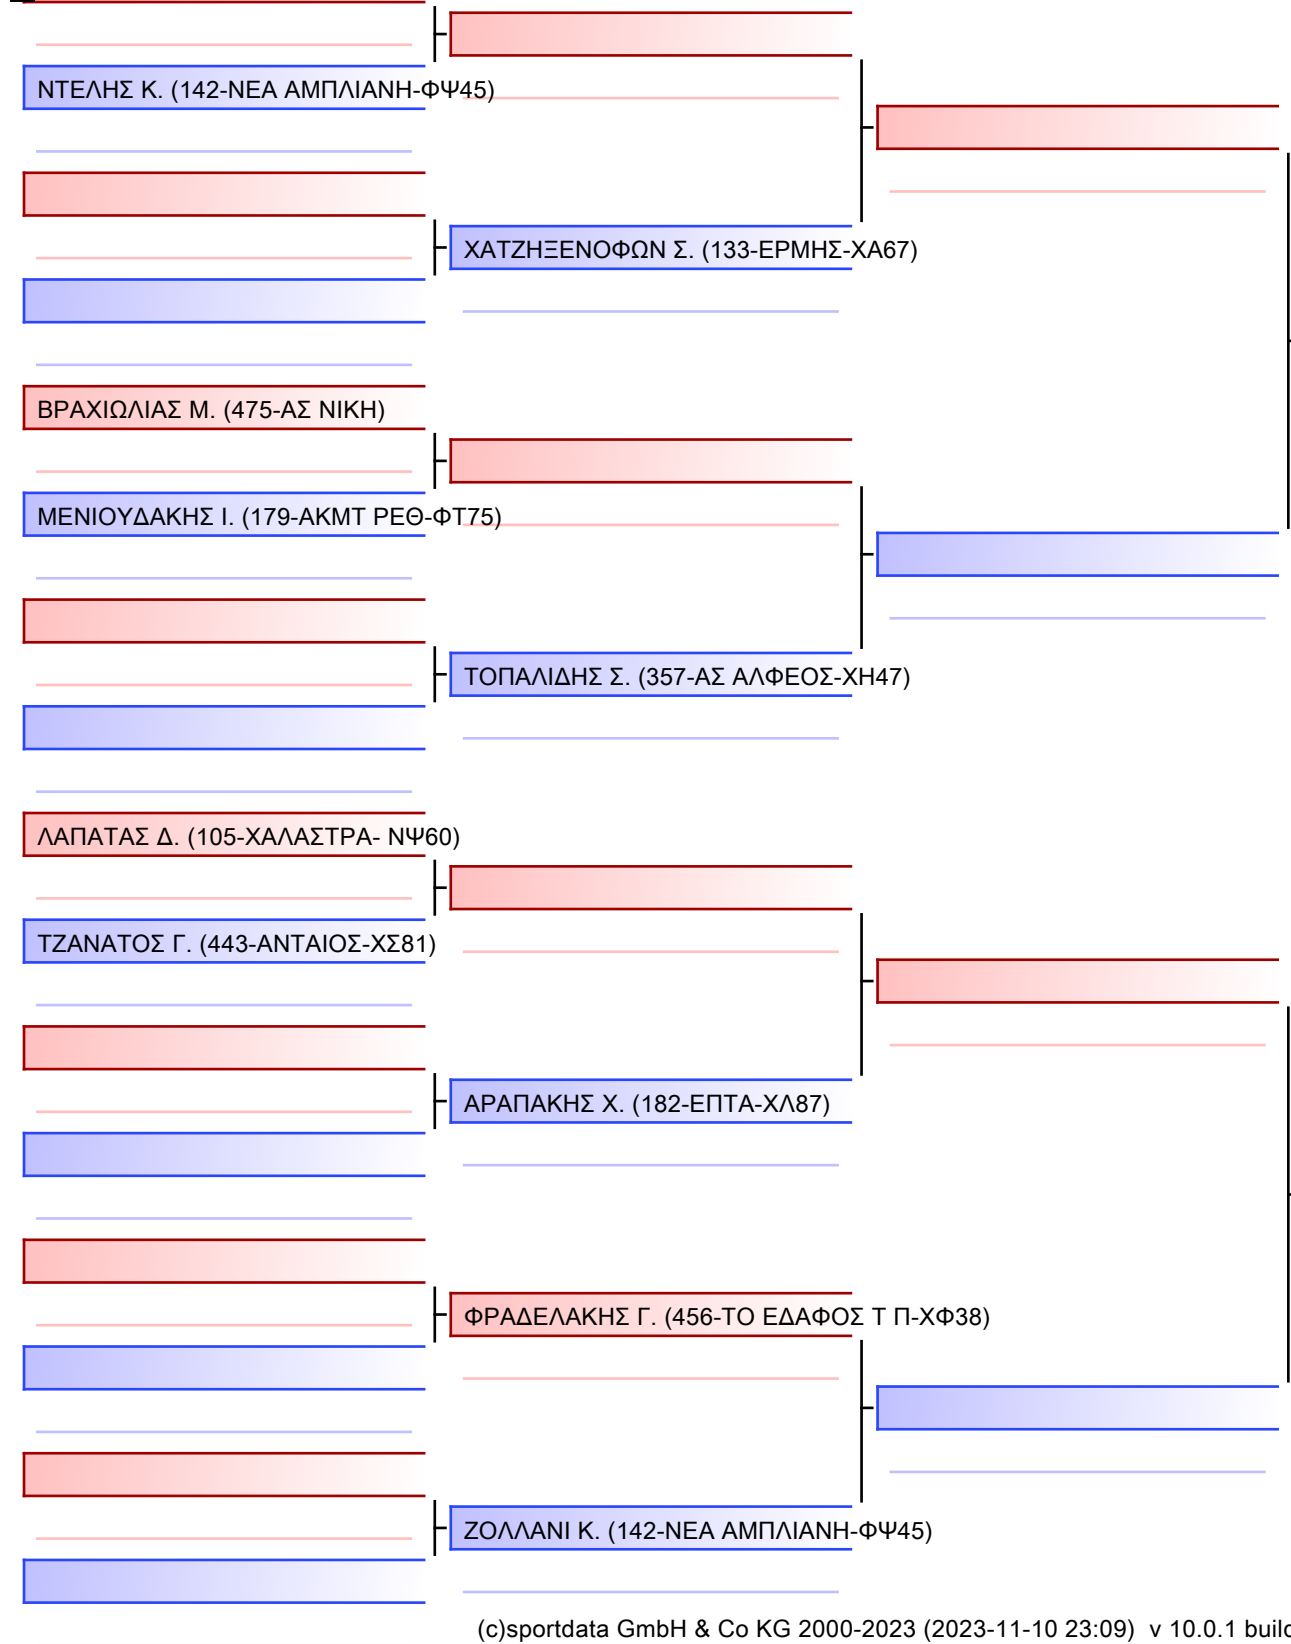 ΝΤΕΛΗΣ Κ. (142-ΝΕΑ ΑΜΠΛΙΑΝΗ-ΦΨ45)
ΧΑΤΖΗΞΕΝΟΦΩΝ Σ. (133-ΕΡΜΗΣ-ΧΑ67)
ΒΡΑΧΙΩΛΙΑΣ Μ. (475-ΑΣ ΝΙΚΗ)
ΜΕΝΙΟΥΔΑΚΗΣ Ι. (179-ΑΚΜΤ ΡΕΘ-ΦΤ75)
ΤΟΠΑΛΙΔΗΣ Σ. (357-ΑΣ ΑΛΦΕΟΣ-ΧΗ47)
ΛΑΠΑΤΑΣ Δ. (105-ΧΑΛΑΣΤΡΑ- ΝΨ60)
ΤΖΑΝΑΤΟΣ Γ. (443-ΑΝΤΑΙΟΣ-ΧΣ81)
ΑΡΑΠΑΚΗΣ Χ. (182-ΕΠΤΑ-ΧΛ87)
ΦΡΑΔΕΛΑΚΗΣ Γ. (456-ΤΟ ΕΔΑΦΟΣ Τ Π-ΧΦ38)
ΖΟΛΛΑΝΙ Κ. (142-ΝΕΑ ΑΜΠΛΙΑΝΗ-ΦΨ45)
(c)sportdata GmbH & Co KG 2000-2023 (2023-11-10 23:09) v 10.0.1